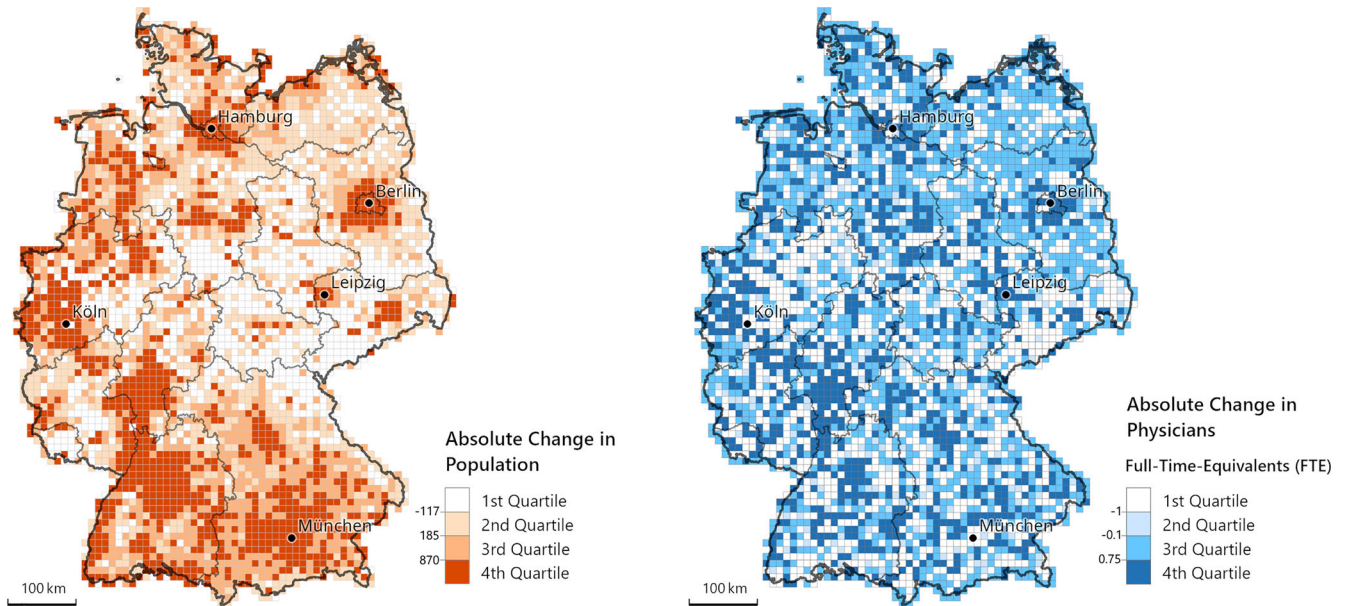 Hamburg
Berlin
Leipzig
Köln
München
Absolute Change in
Population
1st Quartile
-117
2nd Quartile
185
3rd Quartile
870
4th Quartile
100 km
Hamburg
Berlin
Leipzig
Köln
München
Absolute Change in
Physicians
Full-Time-Equivalents (FTE)
1st Quartile
-1
2nd Quartile
-0.1
3rd Quartile
0.75
4th Quartile
100 km